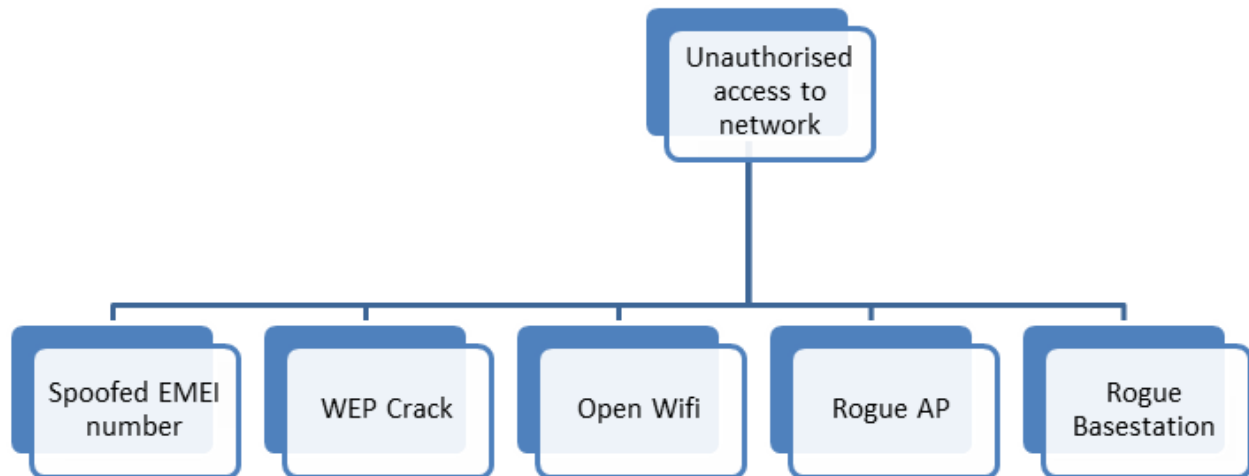 Unauthorised
access to
network
Spoofed EMEI
number
WEP Crack
Open Wifi
Rogue AP
Rogue
Basestation